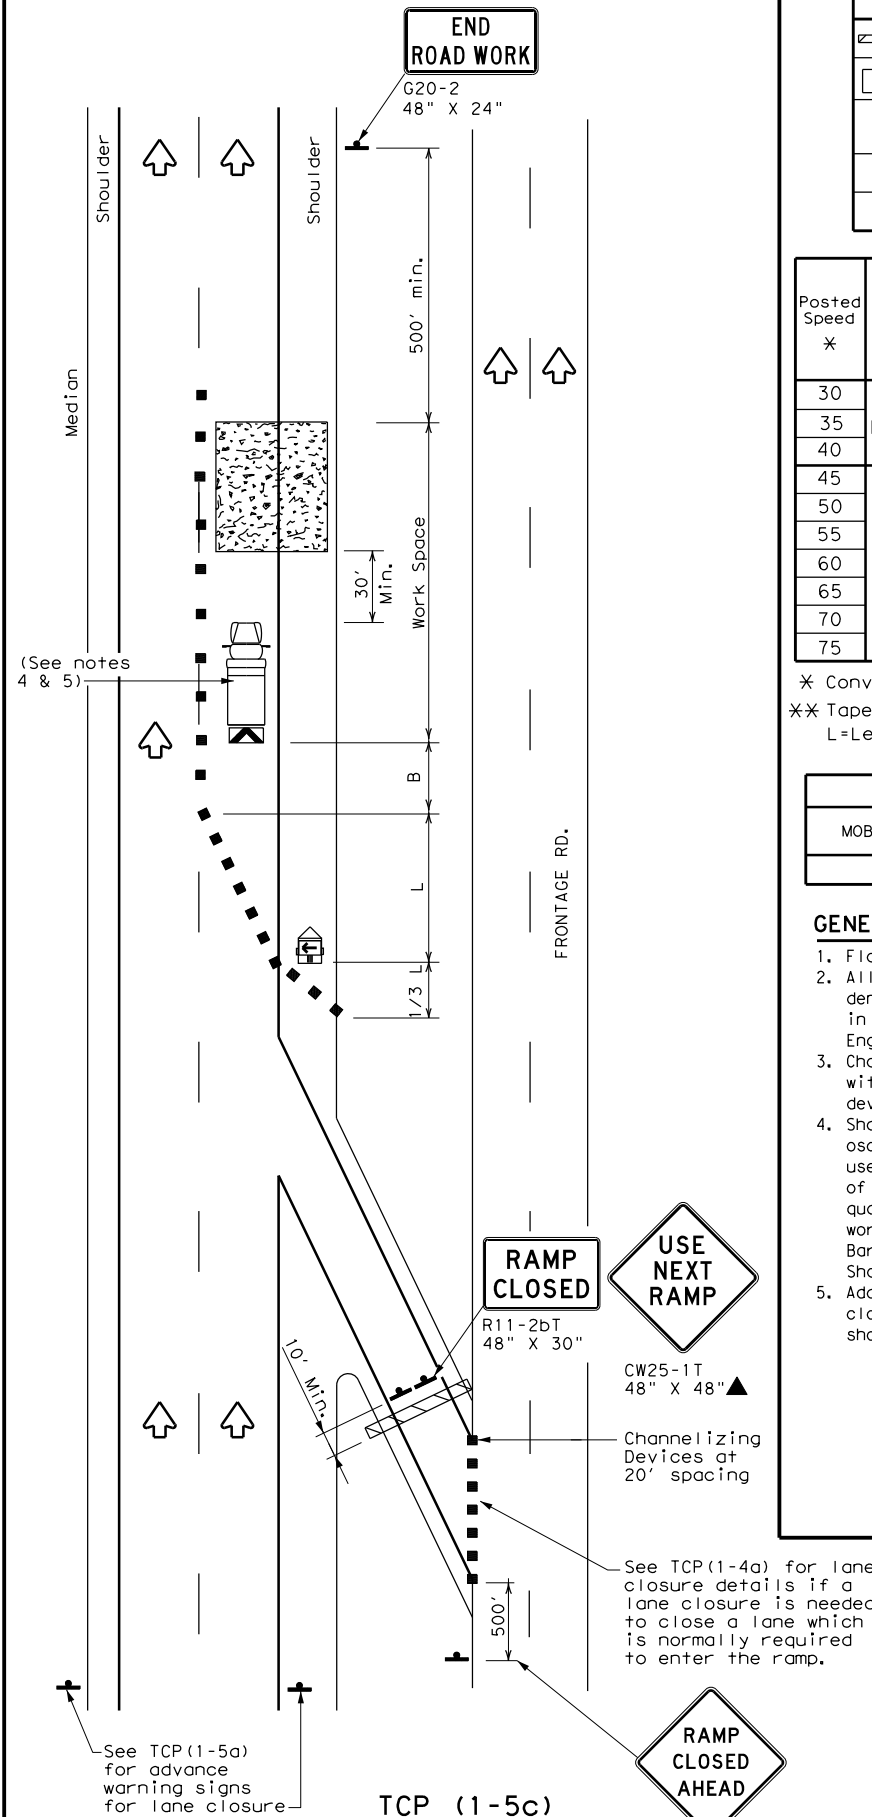 END
ROAD WORK
G20-2
48" X 24"
Shoulder
Shoulder
Median
500' min.
Work Space
30'
Min.
(See notes
4 & 5)
B
L
1/3 L
FRONTAGE RD.
RAMP
CLOSED
R11-2bT
48" X 30"
USE
NEXT
RAMP
CW25-1T
48" X 48"
10' Min.
Channelizing
Devices at
20' spacing
See TCP(1-4a) for lane
closure details if a
lane closure is needed
to close a lane which
is normally required
to enter the ramp.
500'
RAMP
CLOSED
AHEAD
See TCP(1-5a)
for advance
warning signs
for lane closure
TCP (1-5c)
Posted
Speed
*
30
35
40
45
50
55
60
65
70
75
* Conv
** Tape
L=Le
MOB
GENE
1. Fla
2. All
den
in
Eng
3. Cha
wit
dev
4. Sha
osc
use
of
qua
wor
Bar
Sha
5. Add
clo
sho